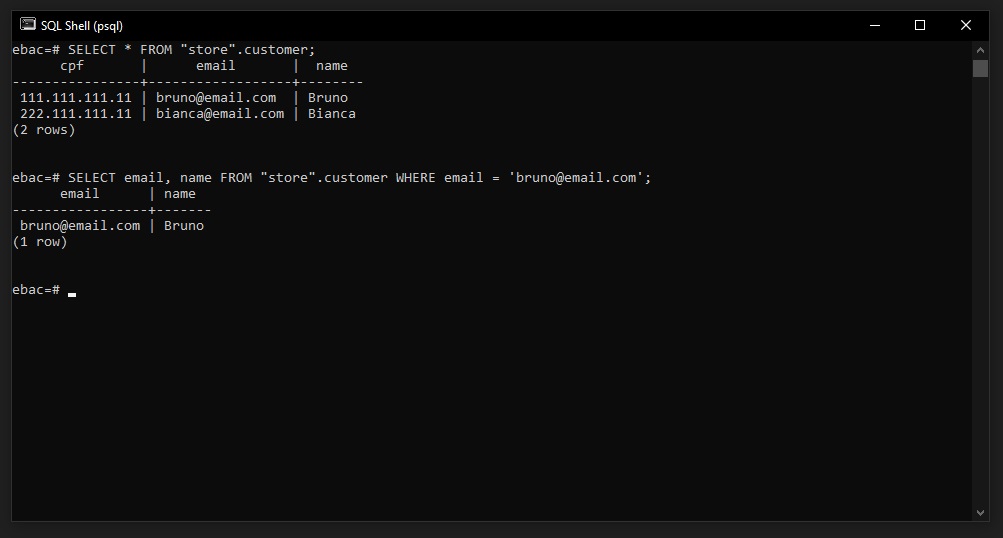 SQL Shell (psql)
ebac=# SELECT * FROM "store".customer;
      cpf       |      email       |  name
----------------+------------------+--------
 111.111.111.11 | bruno@email.com  | Bruno
 222.111.111.11 | bianca@email.com | Bianca
(2 rows)
ebac=# SELECT email, name FROM "store".customer WHERE email = 'bruno@email.com';
      email      | name
-----------------+-------
 bruno@email.com | Bruno
(1 row)
ebac=#